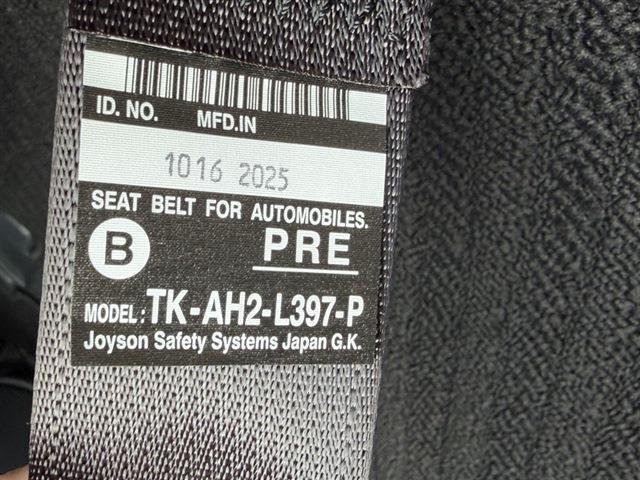 ID. NO. MFD.IN
1016 2025
SEAT BELT FOR AUTOMOBILES.
B PRE
MODEL: TK-AH2-L397-P
Joyson Safety Systems Japan G.K.